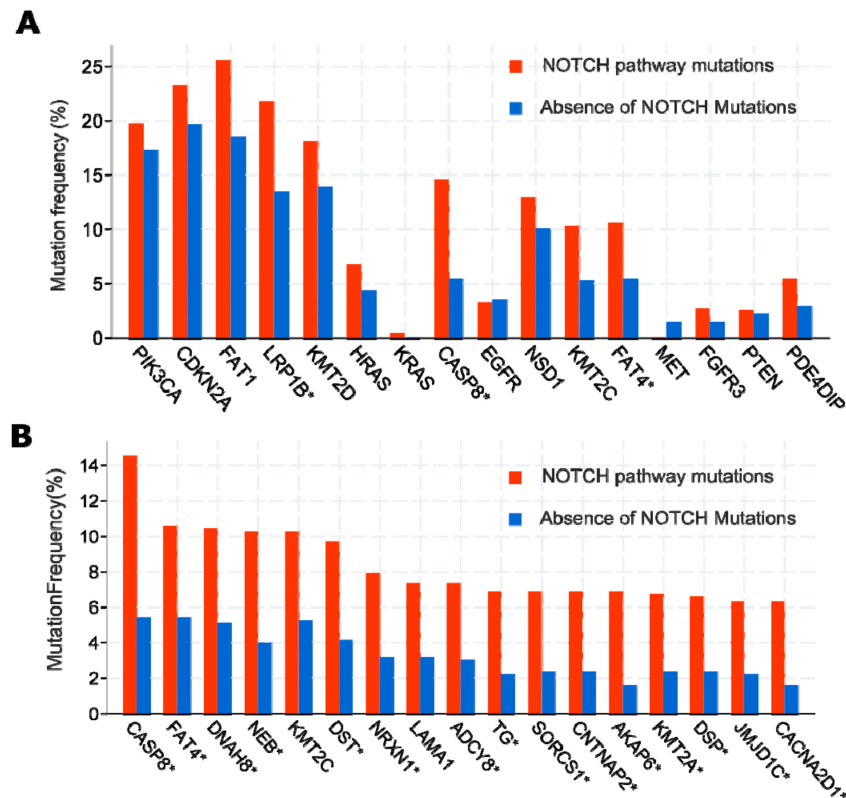 A
Mutation frequency (%)
25
20
15
10
5
0
NOTCH pathway mutations
Absence of NOTCH Mutations
PIK3CA
CDKN2A
FAT1
LRP1B*
KMT2D
HRAS
KRAS
CASP8*
EGFR
NSD1
KMT2C
FAT4*
MET
FGFR3
PTEN
PDE4DIP
B
MutationFrequency(%)
14
12
10
8
6
4
2
0
NOTCH pathway mutations
Absence of NOTCH Mutations
CASP8*
FAT4*
DNAH8*
NEB*
KMT2C
DST*
NRXN1*
LAMA1
ADCY8*
TG*
SORCS1*
CNTNAP2*
AKAP6*
KMT2A*
DSP*
JMJD1C*
CACNA2D1*